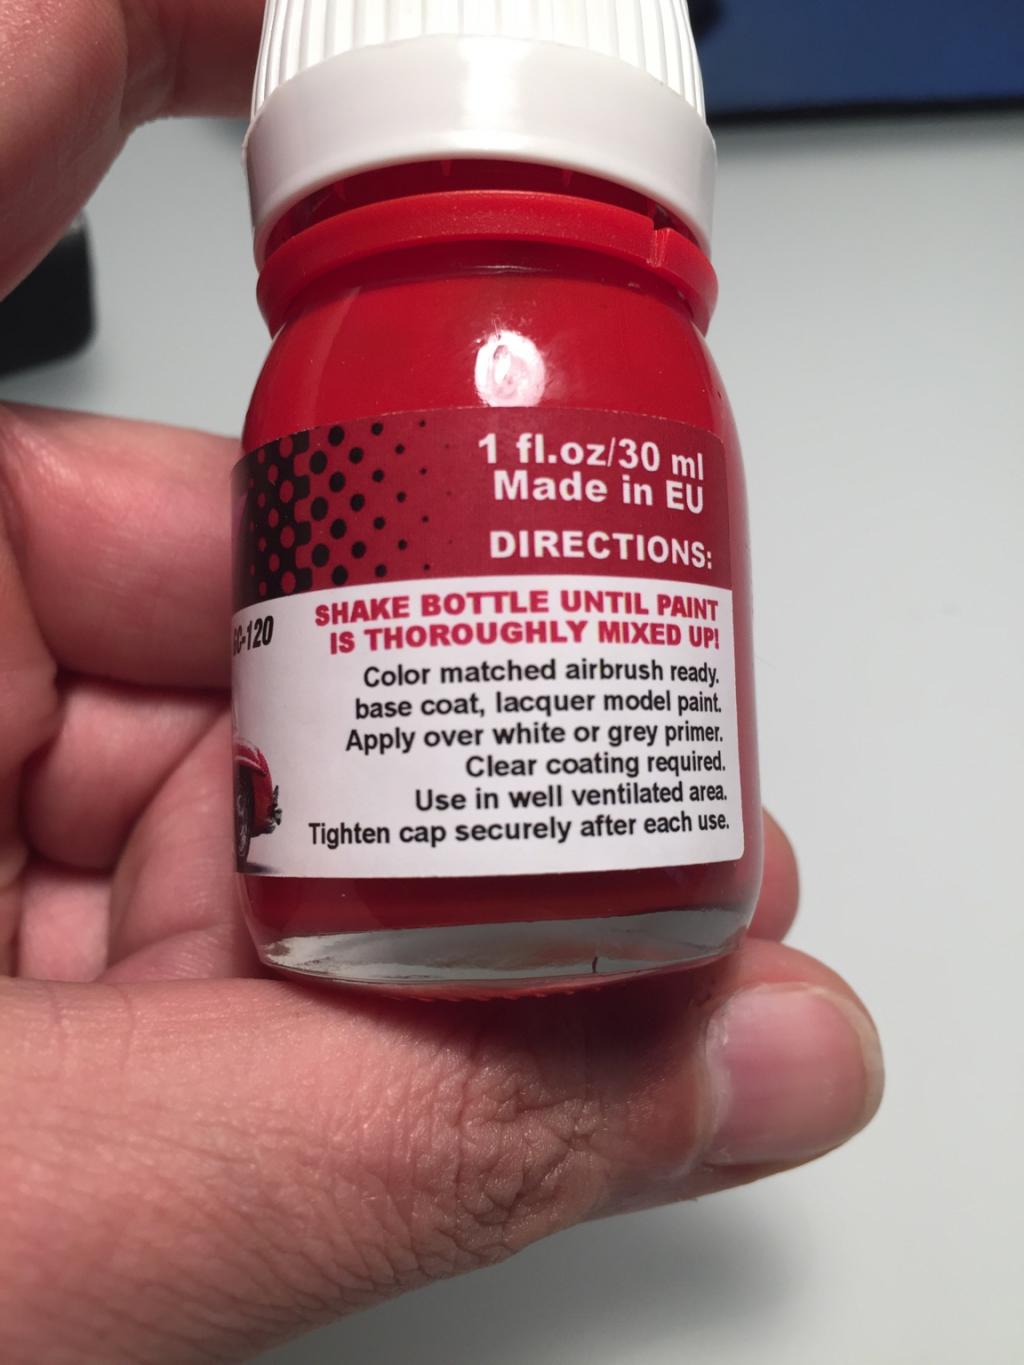 1 fl.oz/30 ml
Made in EU
DIRECTIONS:
SHAKE BOTTLE UNTIL PAINT
IS THOROUGHLY MIXED UP!
Color matched airbrush ready.
base coat, lacquer model paint.
Apply over white or grey primer.
Clear coating required.
Use in well ventilated area.
Tighten cap securely after each use.